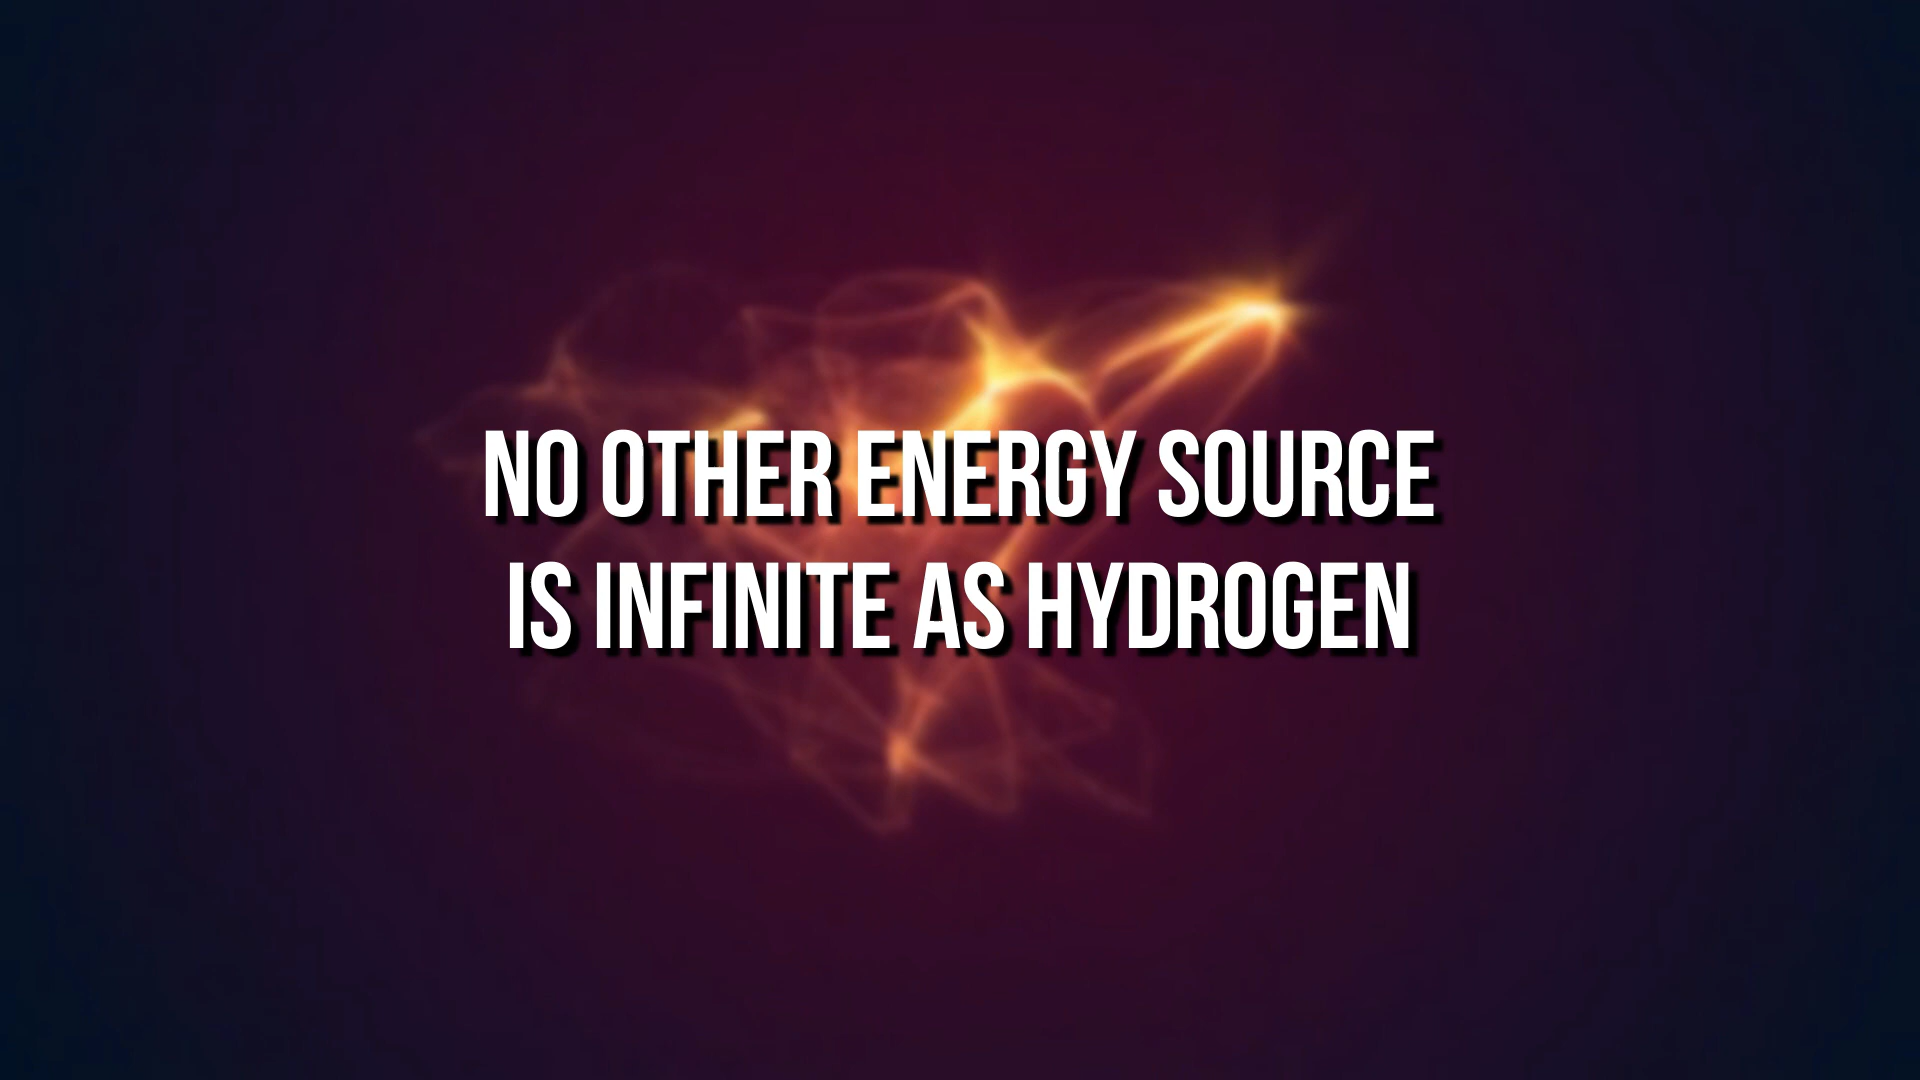 NO OTHER ENERGY SOURCE
IS INFINITE AS HYDROGEN